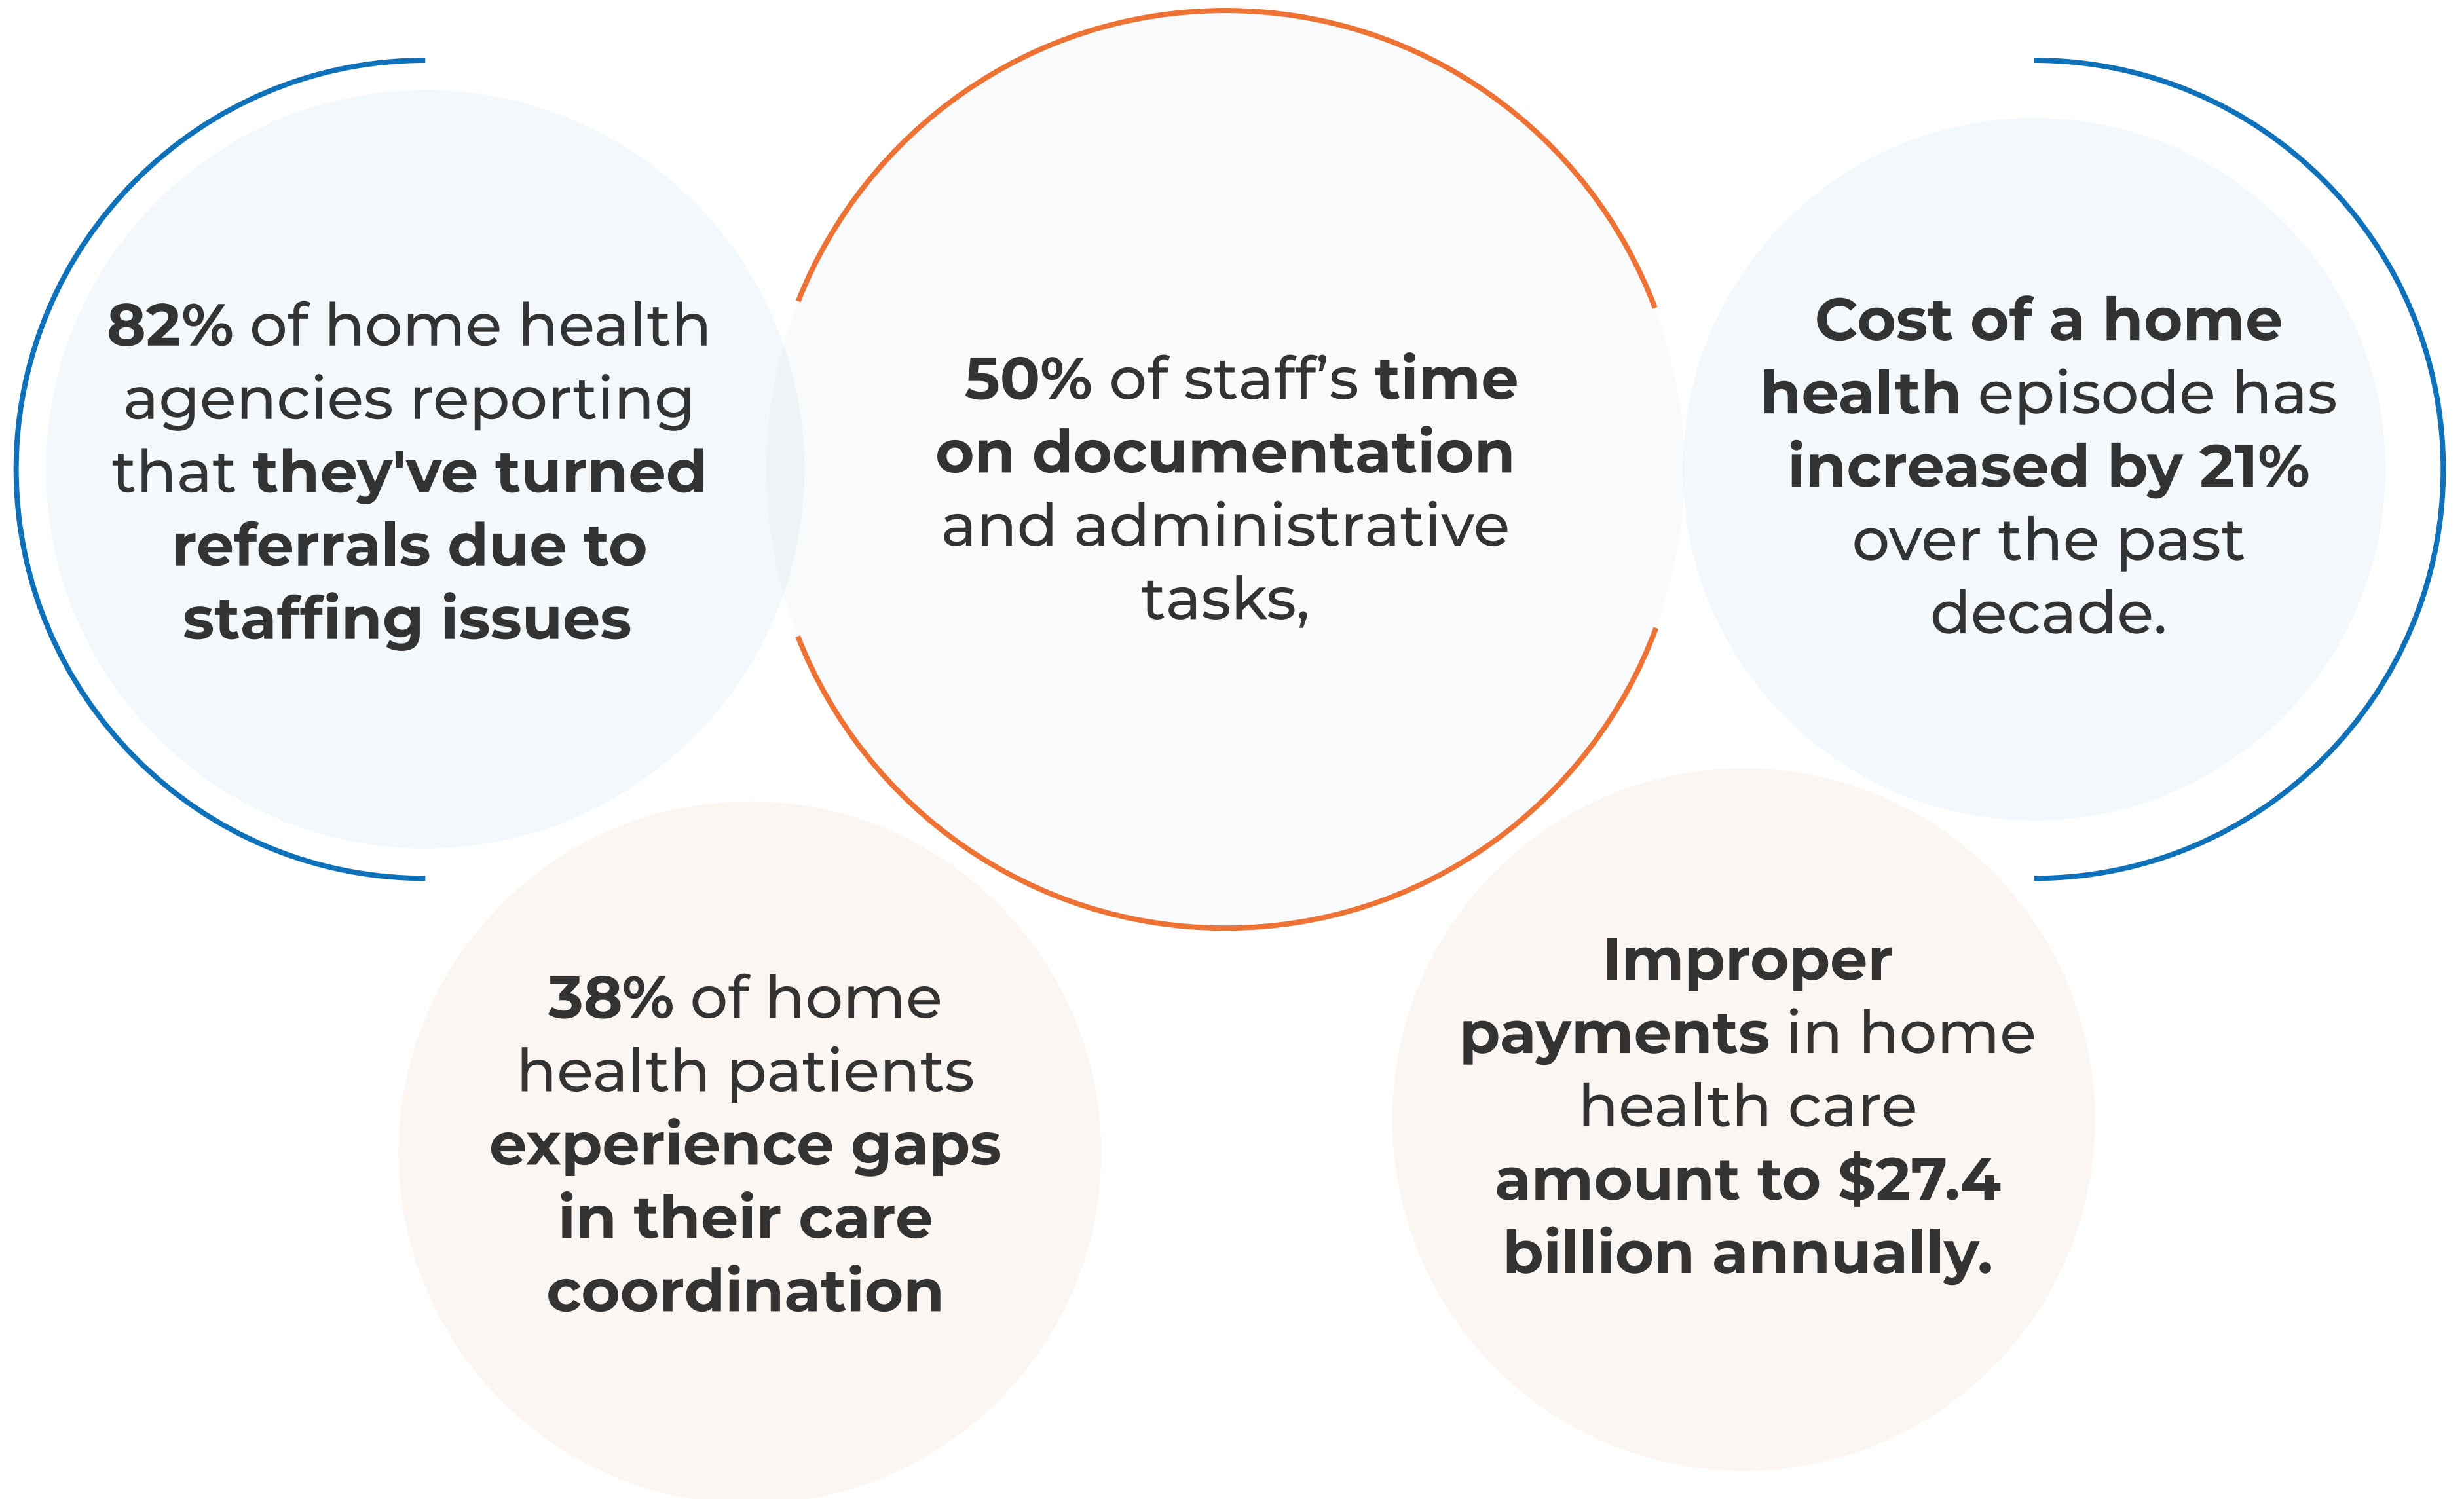 82% of home health
agencies reporting
that they've turned
referrals due to
staffing issues
50% of staff’s time
on documentation
and administrative
tasks,
Cost of a home
health episode has
increased by 21%
over the past
decade.
38% of home
health patients
experience gaps
in their care
coordination
Improper
payments in home
health care
amount to $27.4
billion annually.